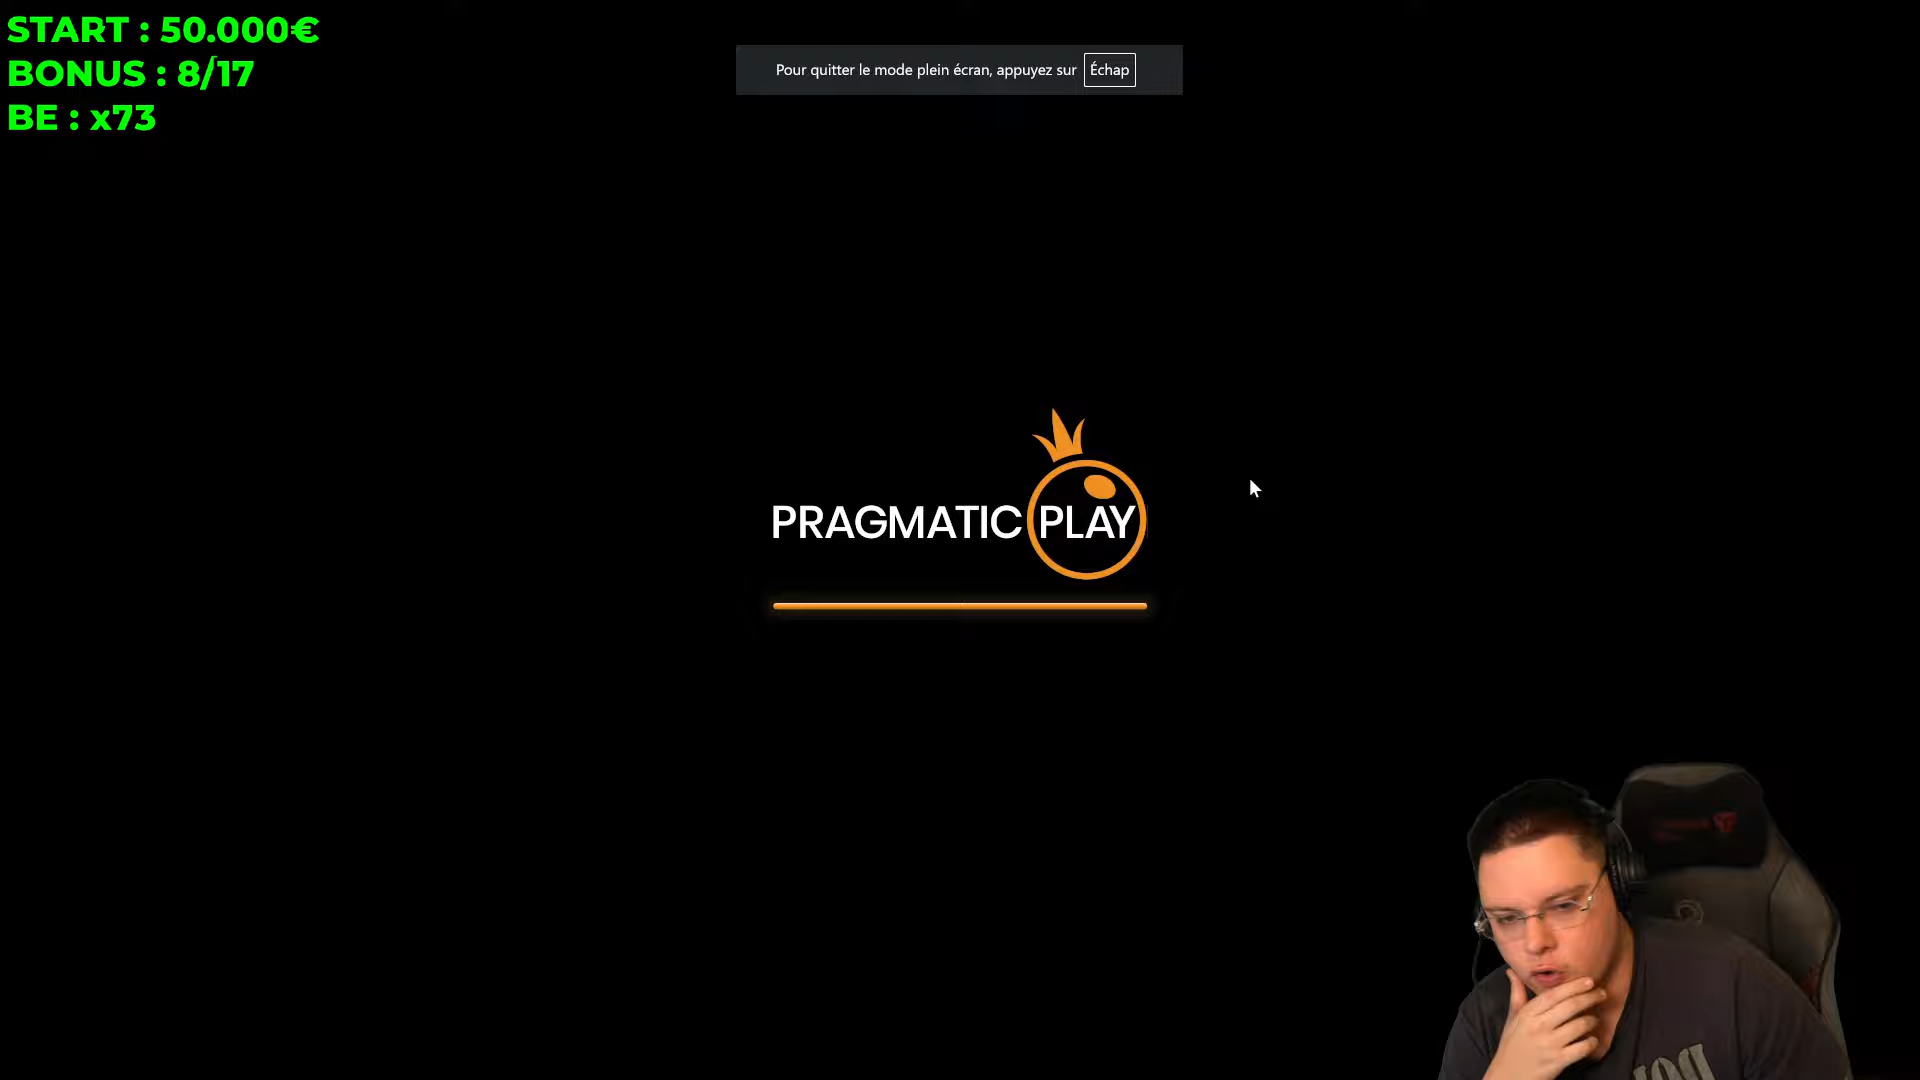 START : 50.000€
BONUS : 8/17
BE : x73
Pour quitter le mode plein écran, appuyez sur Échap
PRAGMATIC PLAY